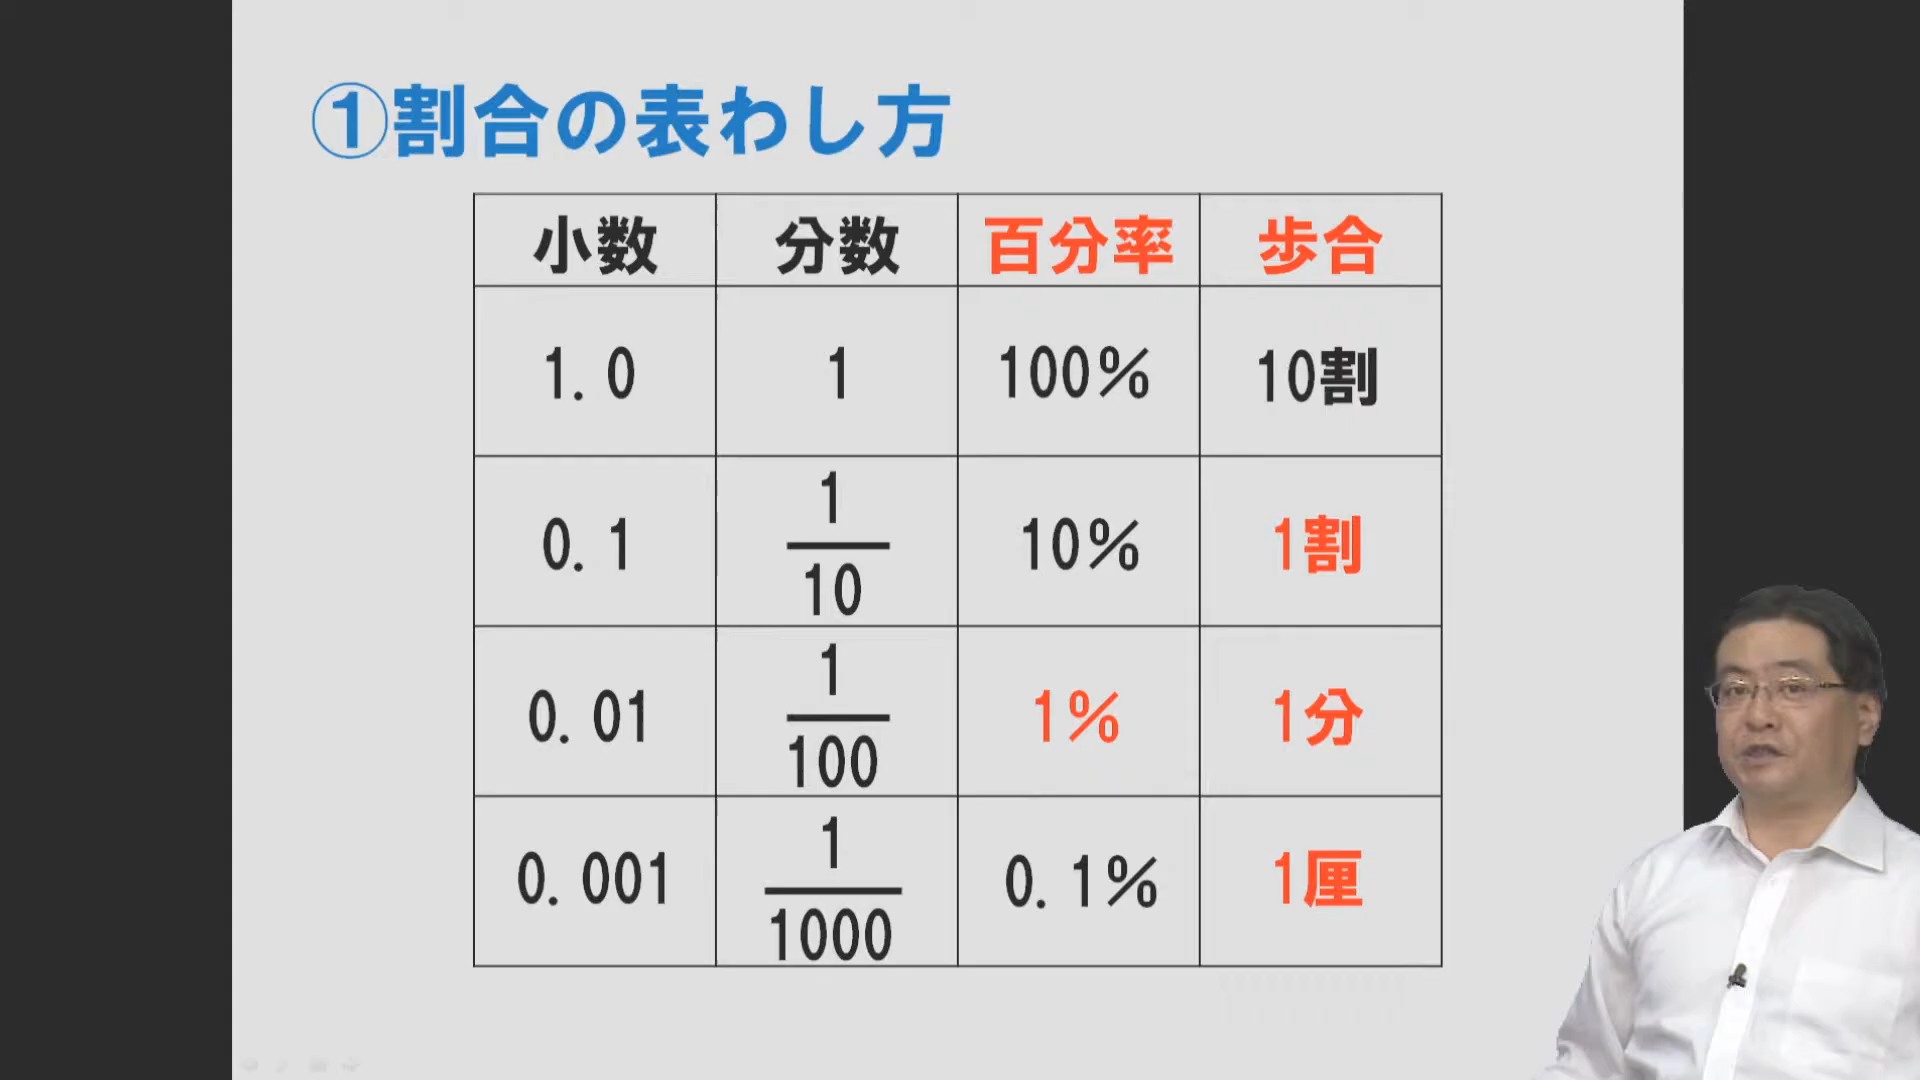 ①割合の表わし方
小数 分数 百分率 歩合
1.0 1 100% 10割
0.1 1/10 10% 1割
0.01 1/100 1% 1分
0.001 1/1000 0.1% 1厘